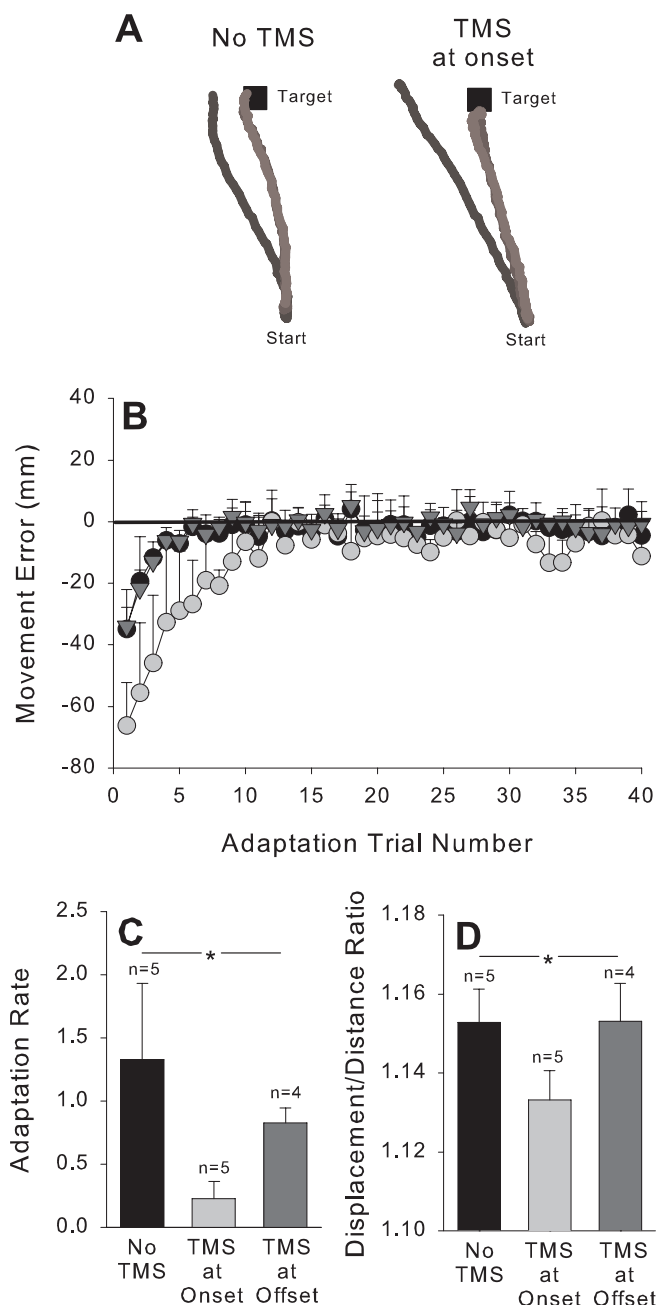 A
No TMS
TMS
at onset
Target
Target
Start
Start
B
Movement Error (mm)
40
20
0
-20
-40
-60
-80
0 5 10 15 20 25 30 35 40
Adaptation Trial Number
C
Adaptation Rate
2.5
2.0
1.5
1.0
0.5
0.0
*
n=5
n=5
n=4
No
TMS
TMS
at
Onset
TMS
at
Offset
D
Displacement/Distance Ratio
1.18
1.16
1.14
1.12
1.10
*
n=5
n=5
n=4
No
TMS
TMS
at
Onset
TMS
at
Offset